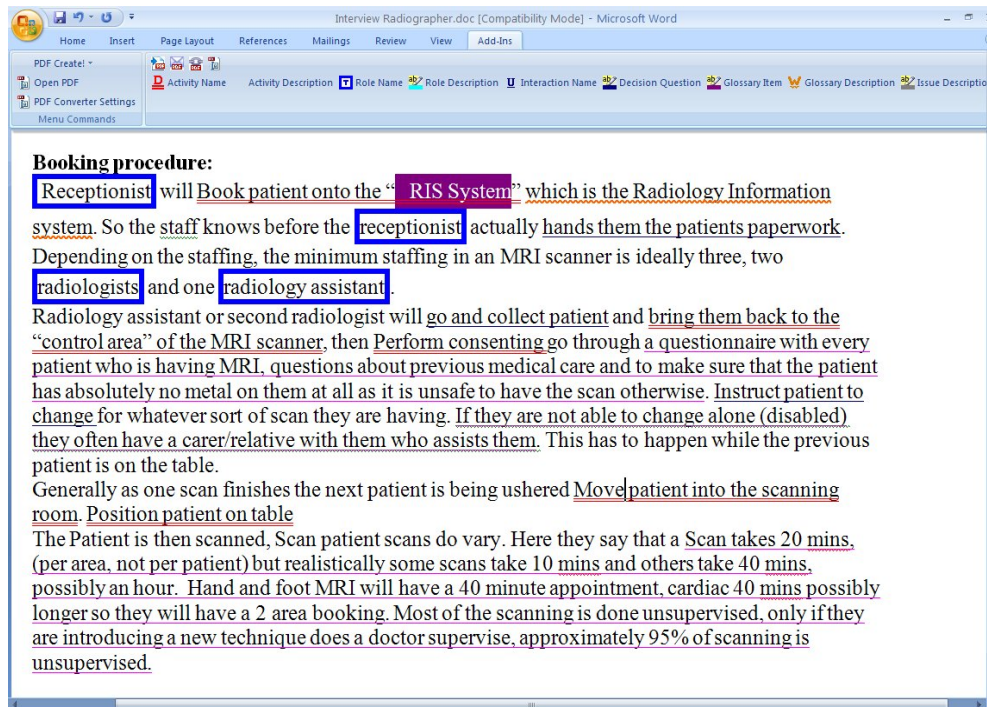 Interview Radiographer.doc [Compatibility Mode] - Microsoft Word
Home Insert Page Layout References Mailings Review View Add-Ins
PDF Create!
Open PDF
PDF Converter Settings
Menu Commands
D Activity Name Activity Description T Role Name ab Role Description U Interaction Name ab Decision Question ab Glossary Item W Glossary Description ab Issue Descriptio
Booking procedure:
Receptionist will Book patient onto the “ RIS System” which is the Radiology Information
system. So the staff knows before the receptionist actually hands them the patients paperwork.
Depending on the staffing, the minimum staffing in an MRI scanner is ideally three, two
radiologists and one radiology assistant.
Radiology assistant or second radiologist will go and collect patient and bring them back to the
“control area” of the MRI scanner, then Perform consenting go through a questionnaire with every
patient who is having MRI, questions about previous medical care and to make sure that the patient
has absolutely no metal on them at all as it is unsafe to have the scan otherwise. Instruct patient to
change for whatever sort of scan they are having. If they are not able to change alone (disabled)
they often have a carer/relative with them who assists them. This has to happen while the previous
patient is on the table.
Generally as one scan finishes the next patient is being ushered Move patient into the scanning
room. Position patient on table
The Patient is then scanned, Scan patient scans do vary. Here they say that a Scan takes 20 mins,
(per area, not per patient) but realistically some scans take 10 mins and others take 40 mins,
possibly an hour. Hand and foot MRI will have a 40 minute appointment, cardiac 40 mins possibly
longer so they will have a 2 area booking. Most of the scanning is done unsupervised, only if they
are introducing a new technique does a doctor supervise, approximately 95% of scanning is
unsupervised.